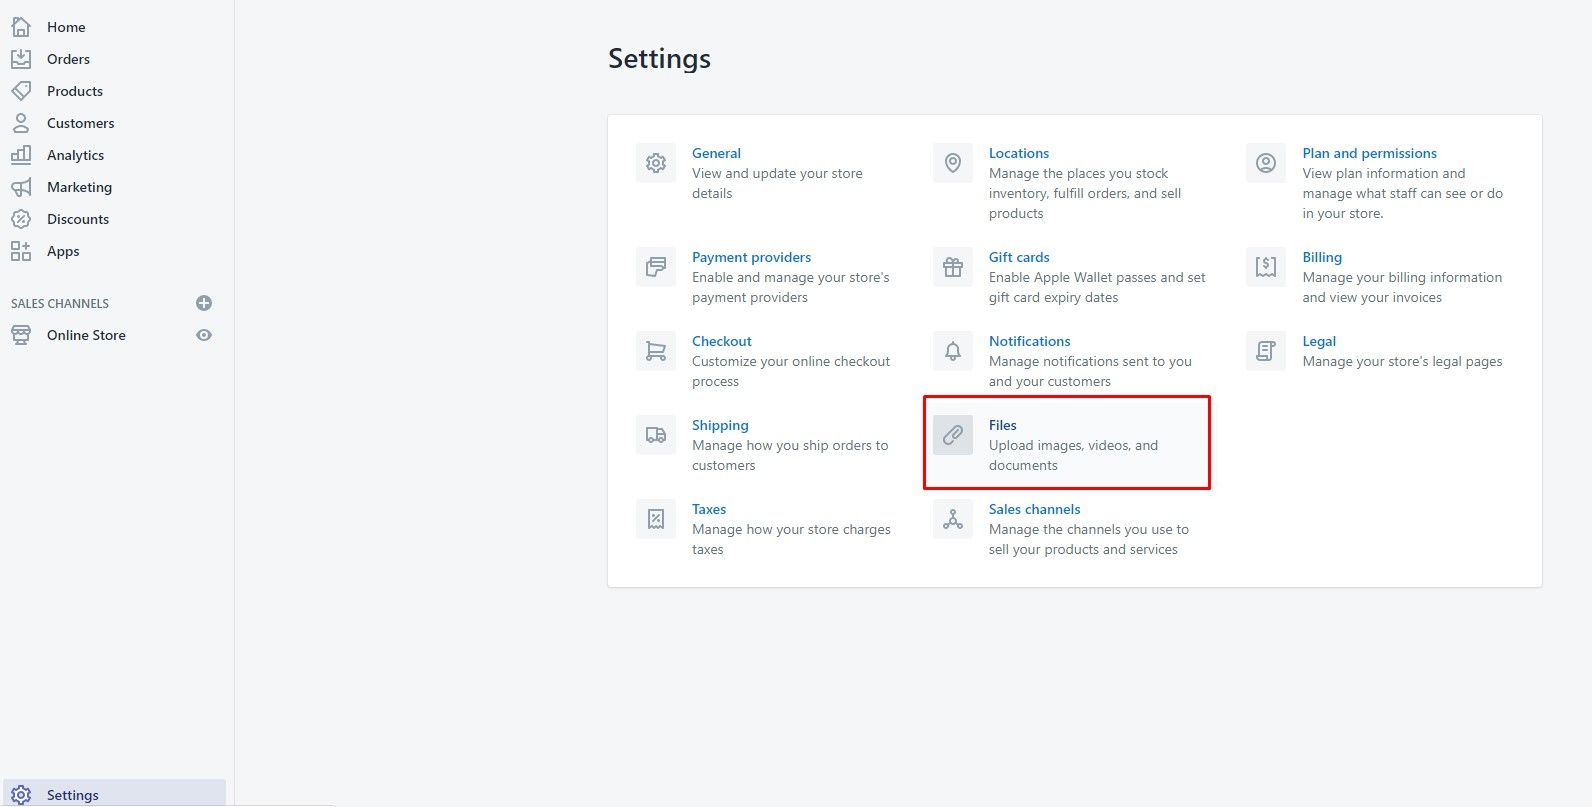 Home
Orders
Products
Customers
Analytics
Marketing
Discounts
Apps
SALES CHANNELS
Online Store
Settings
Settings
General
View and update your store
details
Locations
Manage the places you stock
inventory, fulfill orders, and sell
products
Plan and permissions
View plan information and
manage what staff can see or do
in your store.
Payment providers
Enable and manage your store's
payment providers
Gift cards
Enable Apple Wallet passes and set
gift card expiry dates
Billing
Manage your billing information
and view your invoices
Checkout
Customize your online checkout
process
Notifications
Manage notifications sent to you
and your customers
Legal
Manage your store's legal pages
Shipping
Manage how you ship orders to
customers
Files
Upload images, videos, and
documents
Taxes
Manage how your store charges
taxes
Sales channels
Manage the channels you use to
sell your products and services